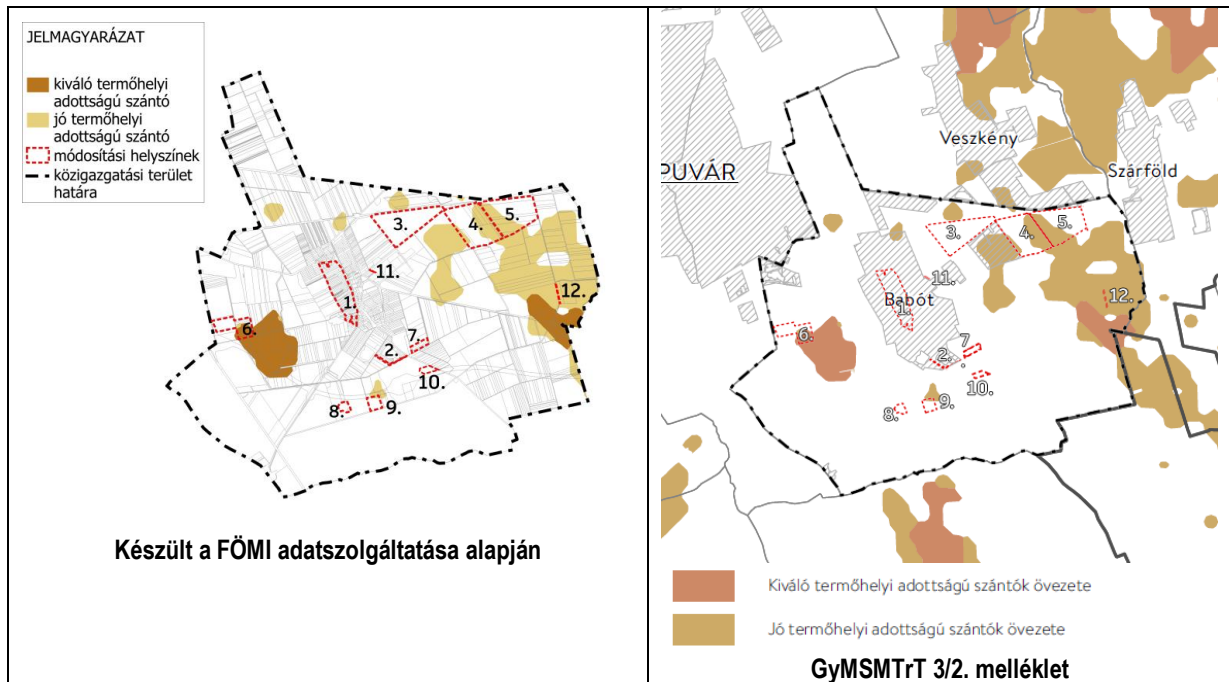 JELMAGYARÁZAT
kiváló termőhelyi
adottságú szántó
jó termőhelyi
adottságú szántó
módosítási helyszínek
közigazgatási terület
határa
3.
4.
5.
11.
1.
12.
6.
7.
2.
10.
8.
9.
Készült a FÖMI adatszolgáltatása alapján
Veszkény
PUVÁR
Szárföld
3.
4.
5.
11.
Babót
1.
12.
6.
7.
2.
10.
8.
9.
Kiváló termőhelyi adottságú szántók övezete
Jó termőhelyi adottságú szántók övezete
GyMSMTrT 3/2. melléklet